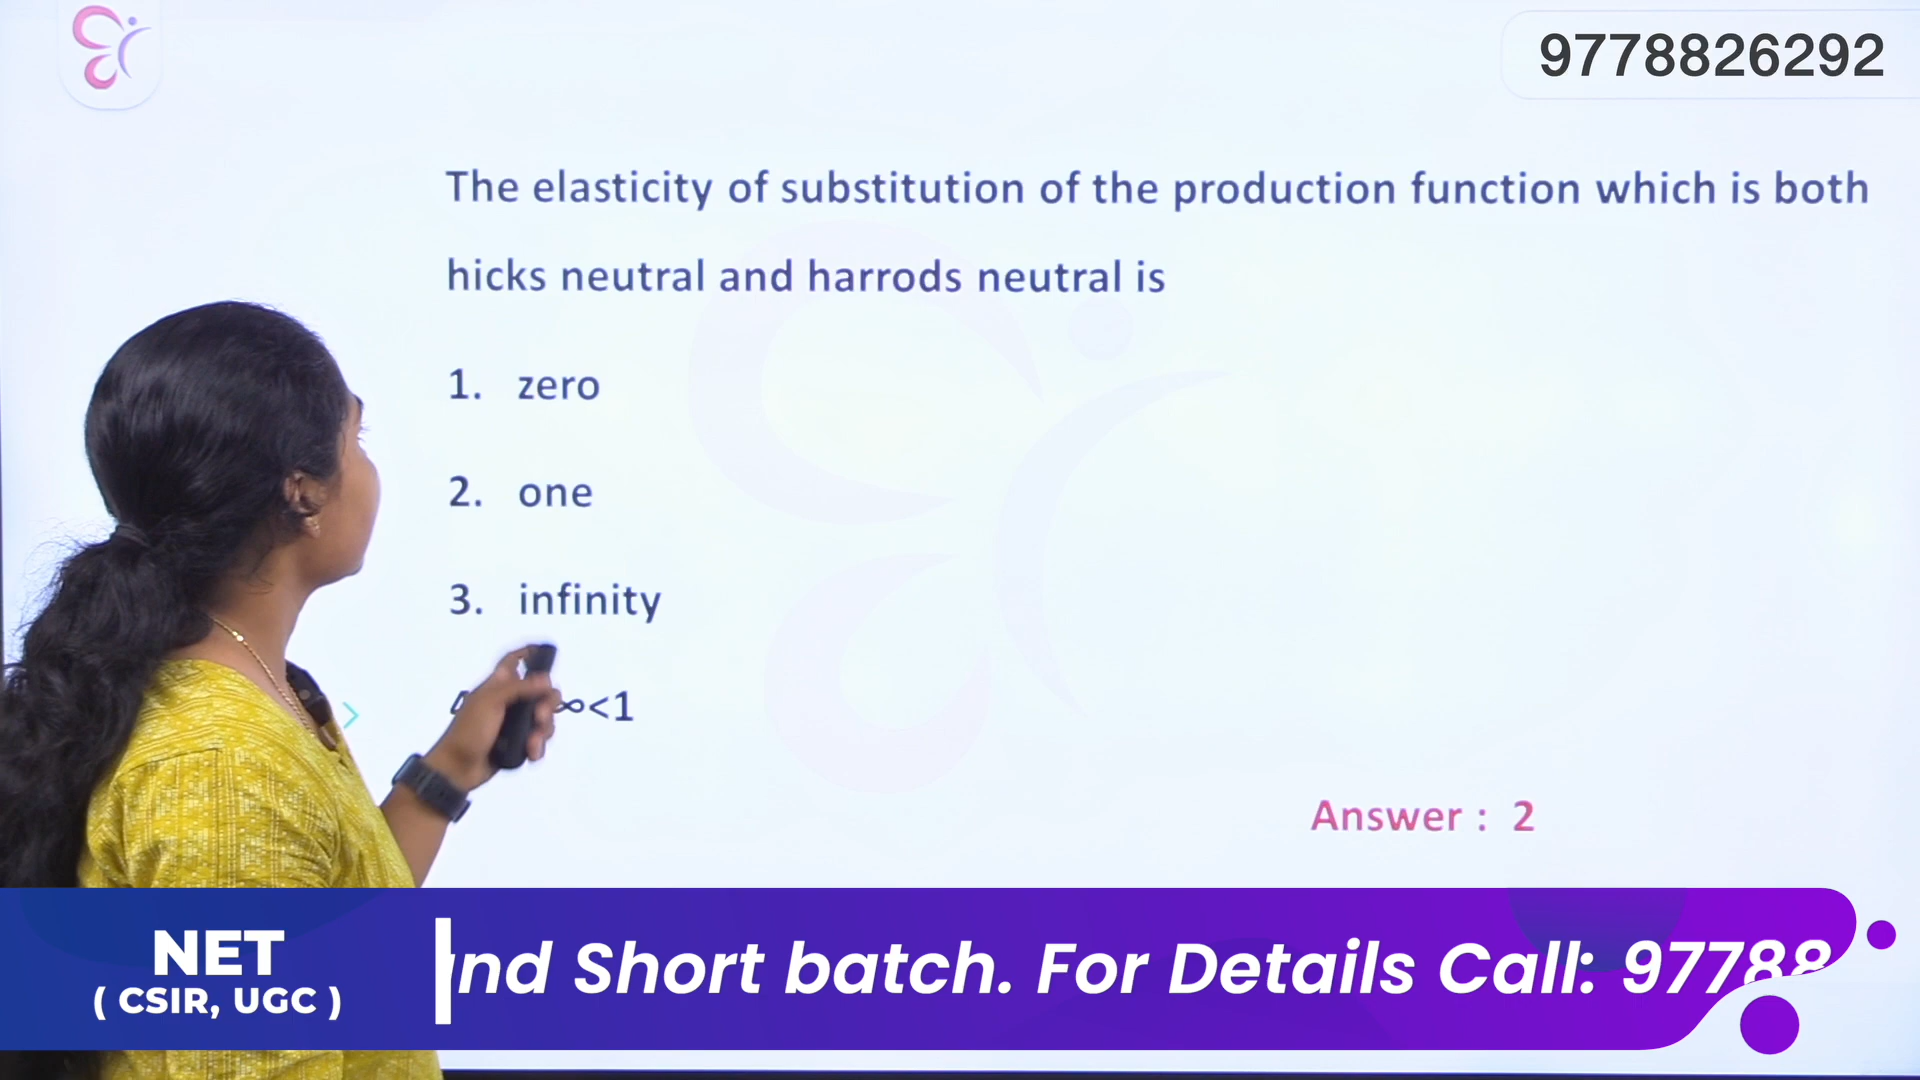 9778826292
The elasticity of substitution of the production function which is both
hicks neutral and harrods neutral is
1. zero
2. one
3. infinity
∞<1
Answer : 2
NET
( CSIR, UGC )
nd Short batch. For Details Call: 97788